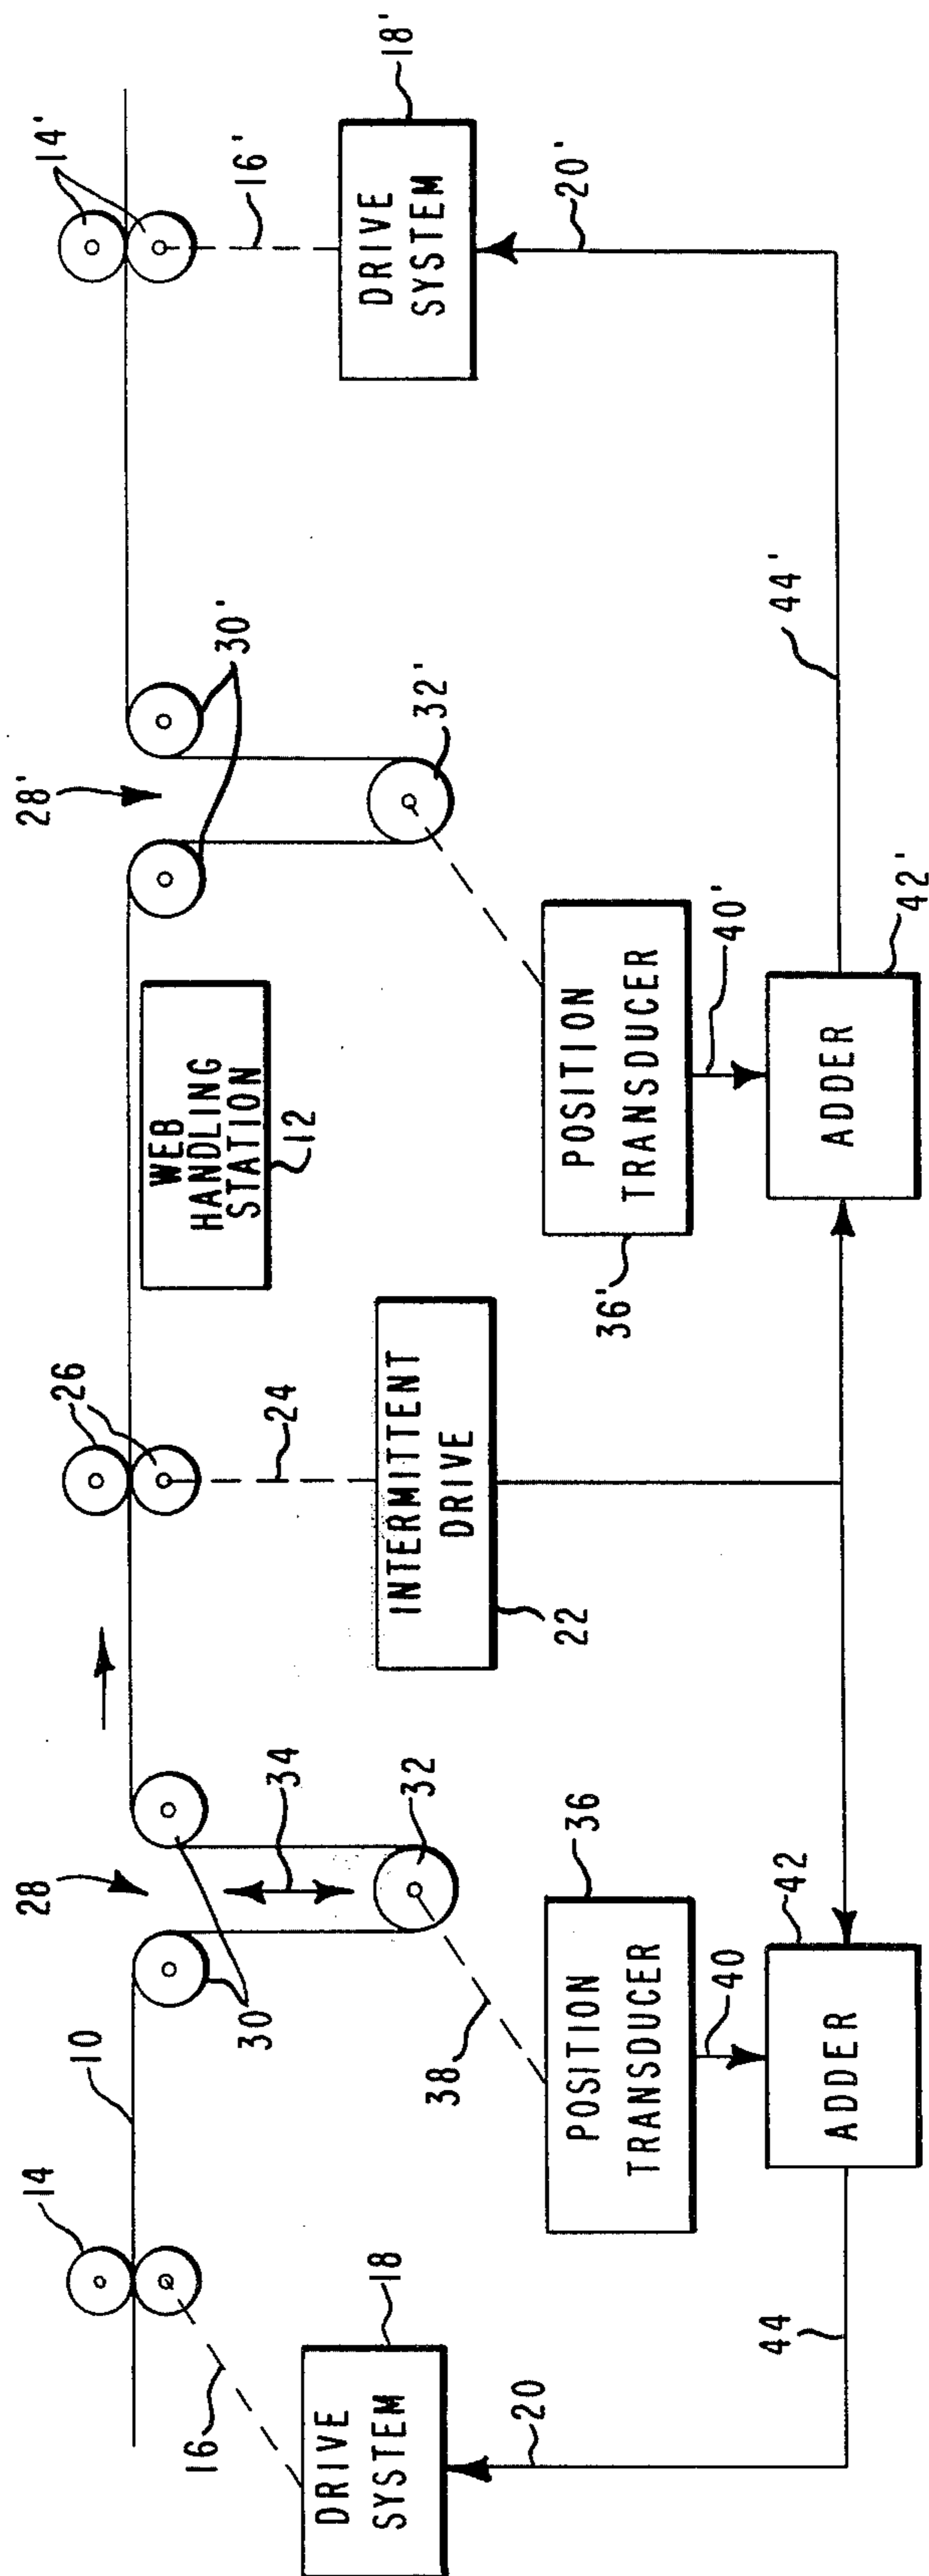 14'
18'
DRIVE
SYSTEM
16'
20'
28'
30'
32'
44'
WEB
HANDLING
STATION
12
POSITION
TRANSDUCER
36'
40'
ADDER
42'
26
24
INTERMITTENT
DRIVE
22
28
34
32
30
10
38
POSITION
TRANSDUCER
36
40
ADDER
42
14
16
DRIVE
SYSTEM
18
20
44